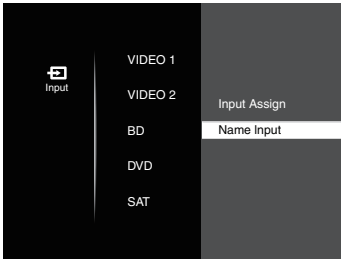 Input
VIDEO 1
VIDEO 2
BD
DVD
SAT
Input Assign
Name Input